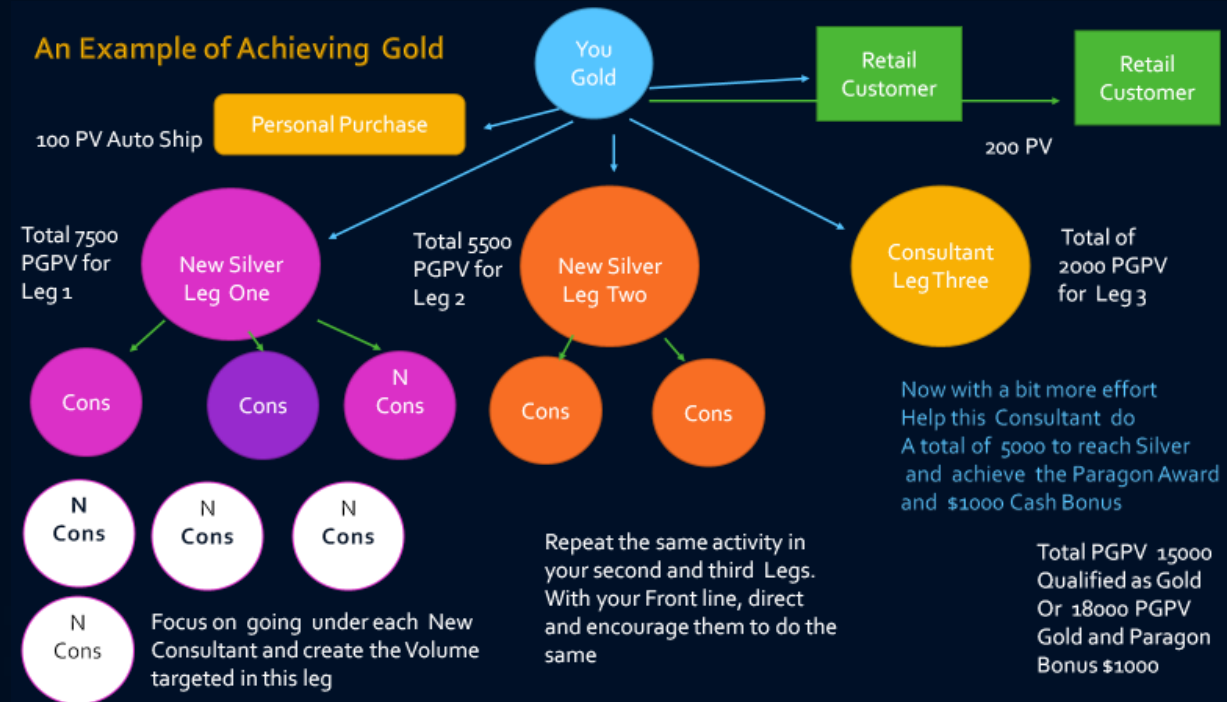 An Example of Achieving Gold
You
Gold
Retail
Customer
Retail
Customer
100 PV Auto Ship
Personal Purchase
200 PV
Total 7500
PGPV for
Leg 1
New Silver
Leg One
Total 5500
PGPV for
Leg 2
New Silver
Leg Two
Consultant
Leg Three
Total of
2000 PGPV
for Leg 3
Cons
Cons
N
Cons
Cons
Cons
Now with a bit more effort
Help this Consultant do
A total of 5000 to reach Silver
and achieve the Paragon Award
and $1000 Cash Bonus
N
Cons
N
Cons
N
Cons
Repeat the same activity in
your second and third Legs.
With your Front line, direct
and encourage them to do the
same
Total PGPV 15000
Qualified as Gold
Or 18000 PGPV
Gold and Paragon
Bonus $1000
N
Cons
Focus on going under each New
Consultant and create the Volume
targeted in this leg